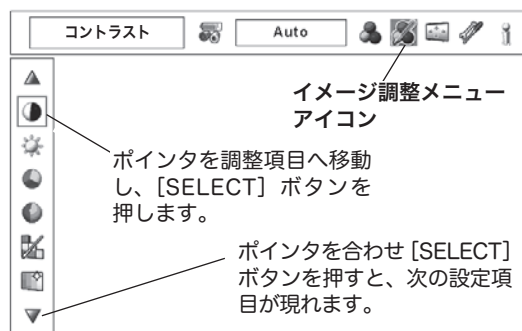 コントラスト
Auto
イメージ調整メニュー
アイコン
ポインタを調整項目へ移動
し、[SELECT] ボタンを
押します。
ポインタを合わせ [SELECT]
ボタンを押すと、次の設定項
目が現れます。